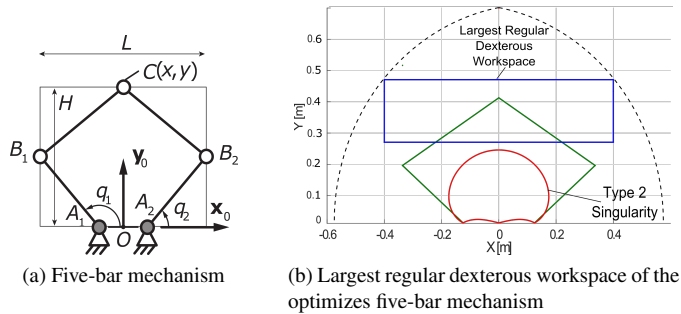 L
C(x,y)
H
B1
B2
y0
q1
q2
A1
A2
x0
O
(a) Five-bar mechanism
Largest Regular
Dexterous
Workspace
0.6
0.5
0.4
0.3
0.2
0.1
0
Y [m]
Type 2
Singularity
-0.6 -0.4 -0.2 0 0.2 0.4
X[m]
(b) Largest regular dexterous workspace of the
optimizes five-bar mechanism